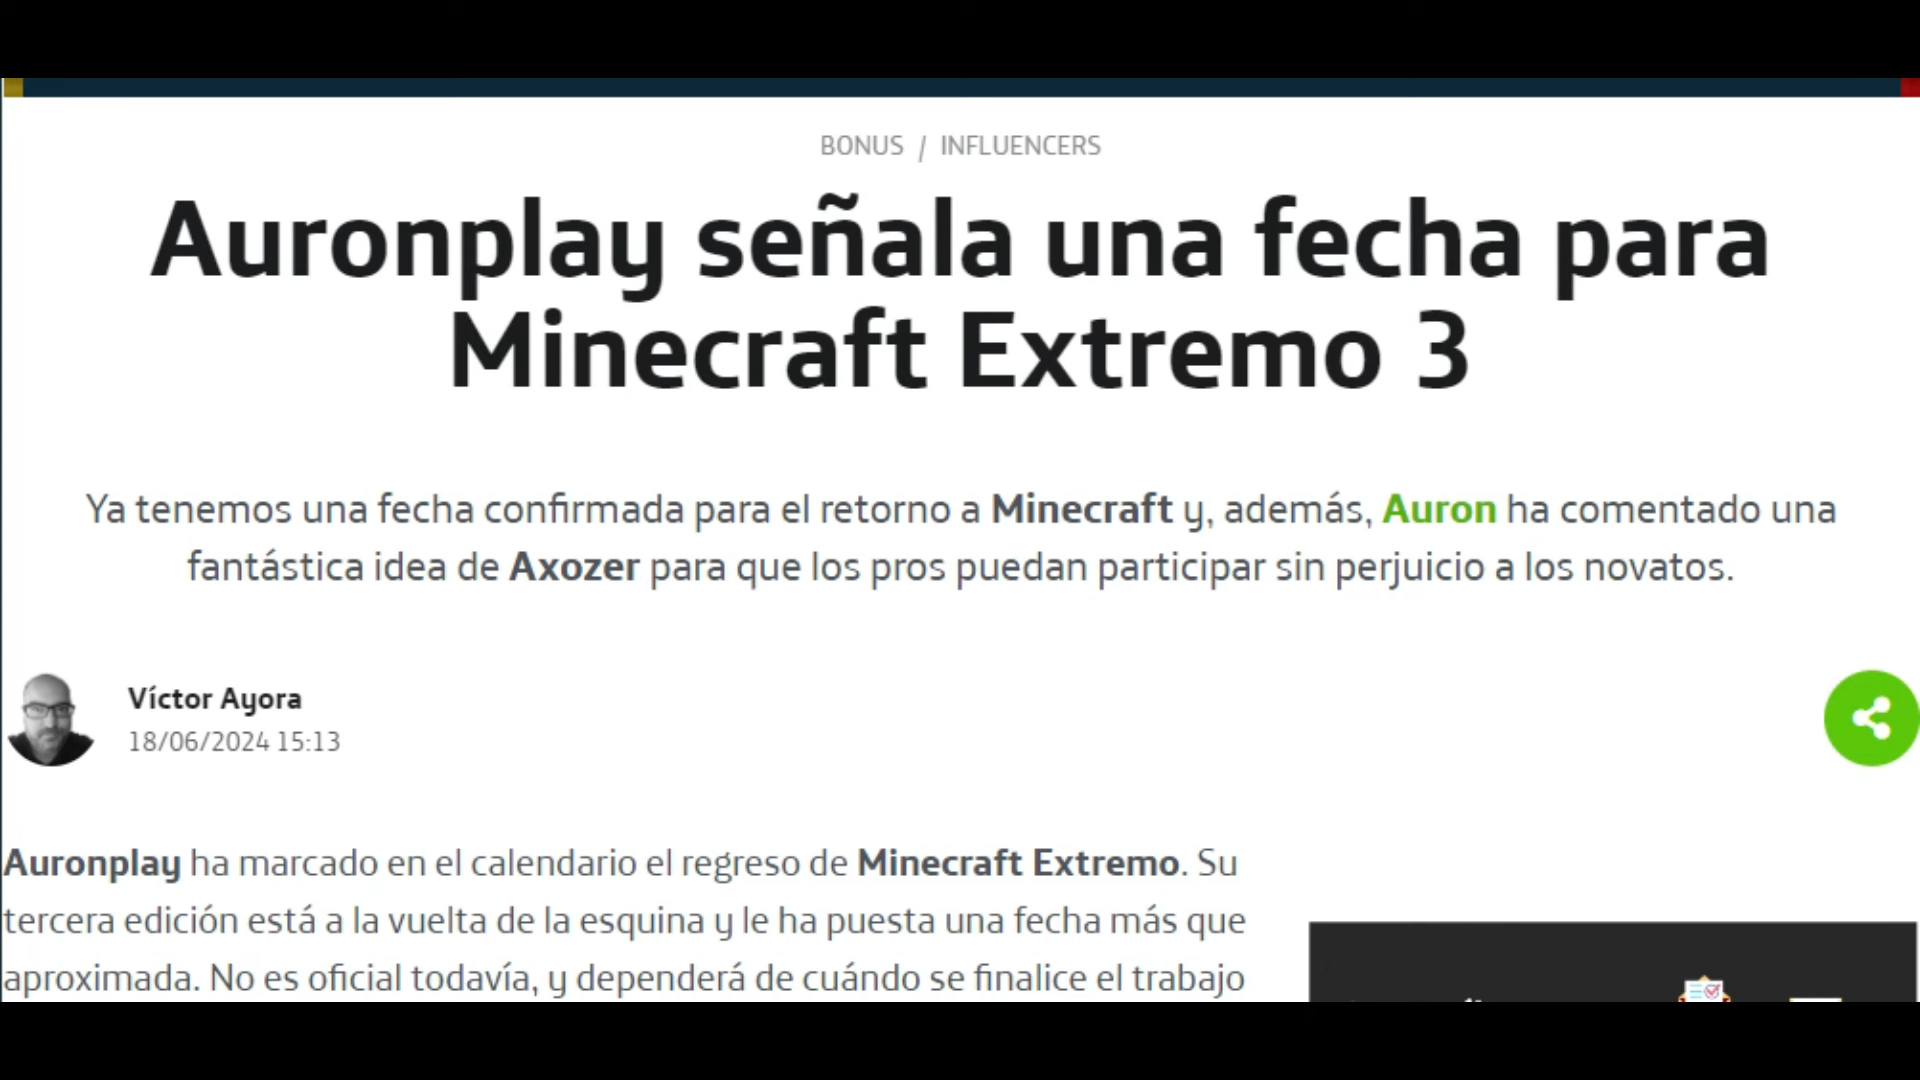 BONUS / INFLUENCERS
Auronplay señala una fecha para
Minecraft Extremo 3
Ya tenemos una fecha confirmada para el retorno a Minecraft y, además, Auron ha comentado una
fantástica idea de Axozer para que los pros puedan participar sin perjuicio a los novatos.
Víctor Ayora
18/06/2024 15:13
Auronplay ha marcado en el calendario el regreso de Minecraft Extremo. Su
tercera edición está a la vuelta de la esquina y le ha puesta una fecha más que
aproximada. No es oficial todavía, y dependerá de cuándo se finalice el trabajo